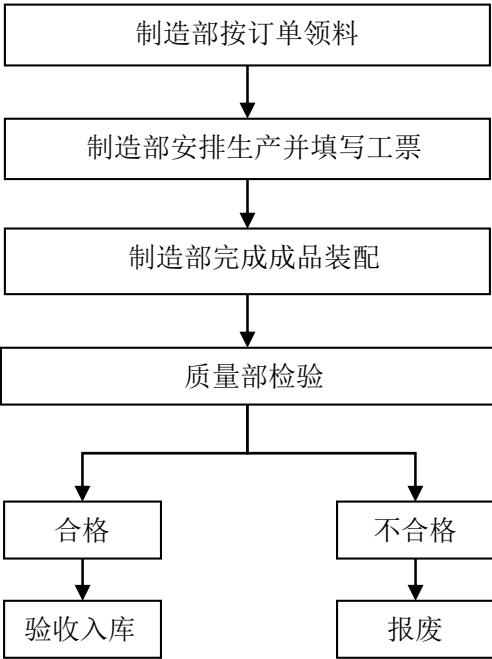 制造部按订单领料
制造部安排生产并填写工票
制造部完成成品装配
质量部检验
合格
不合格
验收入库
报废